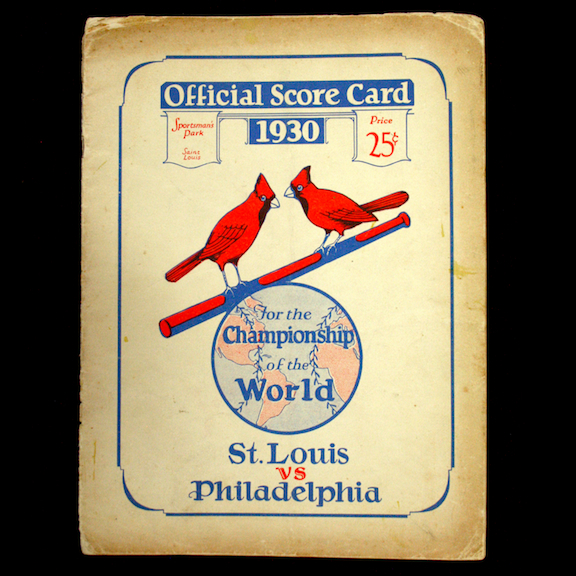 Official Score Card
Sportsman's
Park
Saint
Louis
1930
Price
25¢
for the
Championship
of the
World
St. Louis
vs
Philadelphia